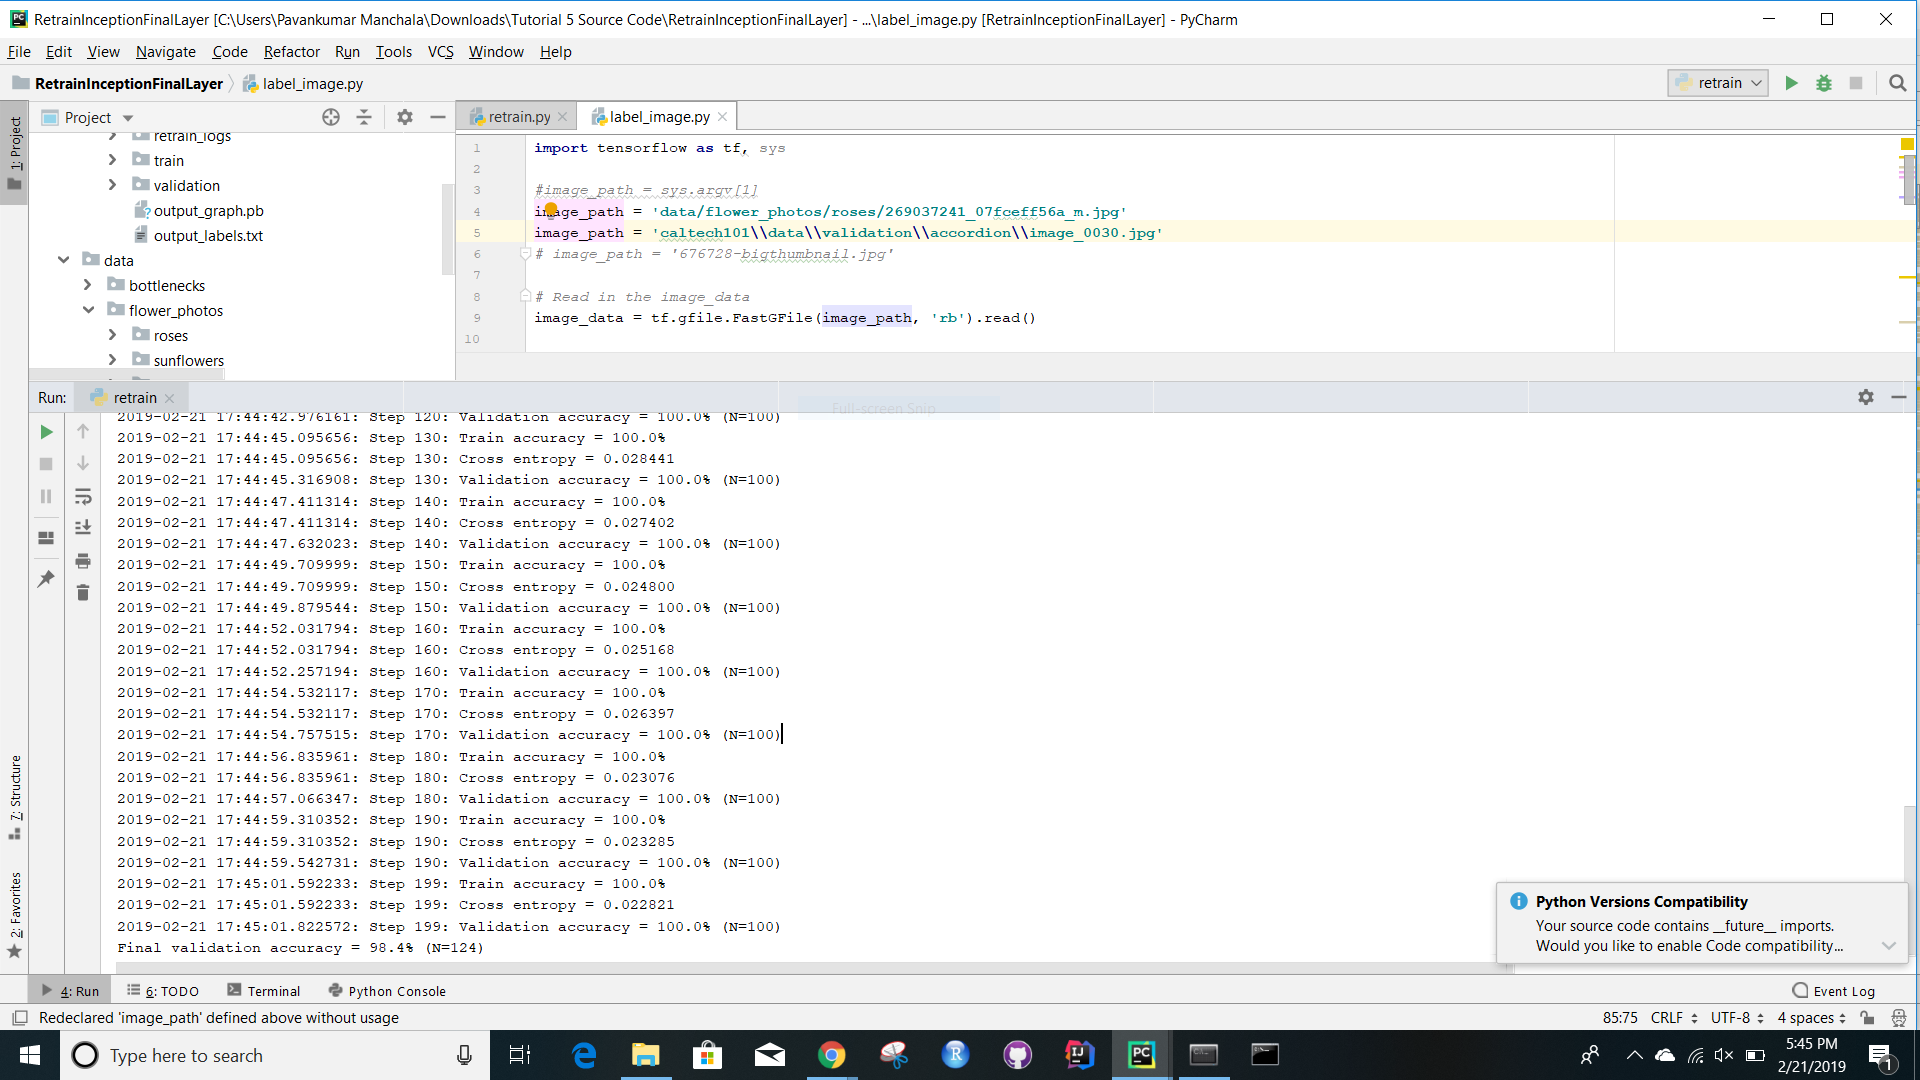 RetrainInceptionFinalLayer [C:\Users\Pavankumar Manchala\Downloads\Tutorial 5 Source Code\RetrainInceptionFinalLayer] - ...\label_image.py [RetrainInceptionFinalLayer] - PyCharm
File Edit View Navigate Code Refactor Run Tools VCS Window Help
RetrainInceptionFinalLayer label_image.py retrain
1: Project
Project
retrain_logs
train
validation
output_graph.pb
output_labels.txt
data
bottlenecks
flower_photos
roses
sunflowers
retrain.py label_image.py
1 import tensorflow as tf, sys
2
3 #image_path = sys.argv[1]
4 image_path = 'data/flower_photos/roses/269037241_07fceff56a_m.jpg'
5 image_path = 'caltech101\\data\\validation\\accordion\\image_0030.jpg'
6 # image_path = '676728-bigthumbnail.jpg'
7
8 # Read in the image_data
9 image_data = tf.gfile.FastGFile(image_path, 'rb').read()
10
Run: retrain
Full-screen Snip
2019-02-21 17:44:42.976161: Step 120: Validation accuracy = 100.0% (N=100)
2019-02-21 17:44:45.095656: Step 130: Train accuracy = 100.0%
2019-02-21 17:44:45.095656: Step 130: Cross entropy = 0.028441
2019-02-21 17:44:45.316908: Step 130: Validation accuracy = 100.0% (N=100)
2019-02-21 17:44:47.411314: Step 140: Train accuracy = 100.0%
2019-02-21 17:44:47.411314: Step 140: Cross entropy = 0.027402
2019-02-21 17:44:47.632023: Step 140: Validation accuracy = 100.0% (N=100)
2019-02-21 17:44:49.709999: Step 150: Train accuracy = 100.0%
2019-02-21 17:44:49.709999: Step 150: Cross entropy = 0.024800
2019-02-21 17:44:49.879544: Step 150: Validation accuracy = 100.0% (N=100)
2019-02-21 17:44:52.031794: Step 160: Train accuracy = 100.0%
2019-02-21 17:44:52.031794: Step 160: Cross entropy = 0.025168
2019-02-21 17:44:52.257194: Step 160: Validation accuracy = 100.0% (N=100)
2019-02-21 17:44:54.532117: Step 170: Train accuracy = 100.0%
2019-02-21 17:44:54.532117: Step 170: Cross entropy = 0.026397
2019-02-21 17:44:54.757515: Step 170: Validation accuracy = 100.0% (N=100)
2019-02-21 17:44:56.835961: Step 180: Train accuracy = 100.0%
2019-02-21 17:44:56.835961: Step 180: Cross entropy = 0.023076
2019-02-21 17:44:57.066347: Step 180: Validation accuracy = 100.0% (N=100)
2019-02-21 17:44:59.310352: Step 190: Train accuracy = 100.0%
2019-02-21 17:44:59.310352: Step 190: Cross entropy = 0.023285
2019-02-21 17:44:59.542731: Step 190: Validation accuracy = 100.0% (N=100)
2019-02-21 17:45:01.592233: Step 199: Train accuracy = 100.0%
2019-02-21 17:45:01.592233: Step 199: Cross entropy = 0.022821
2019-02-21 17:45:01.822572: Step 199: Validation accuracy = 100.0% (N=100)
Final validation accuracy = 98.4% (N=124)
7: Structure
2: Favorites
Python Versions Compatibility
Your source code contains __future__ imports.
Would you like to enable Code compatibility...
4: Run 6: TODO Terminal Python Console Event Log
Redeclared 'image_path' defined above without usage 85:75 CRLF UTF-8 4 spaces
Type here to search
5:45 PM
2/21/2019
1